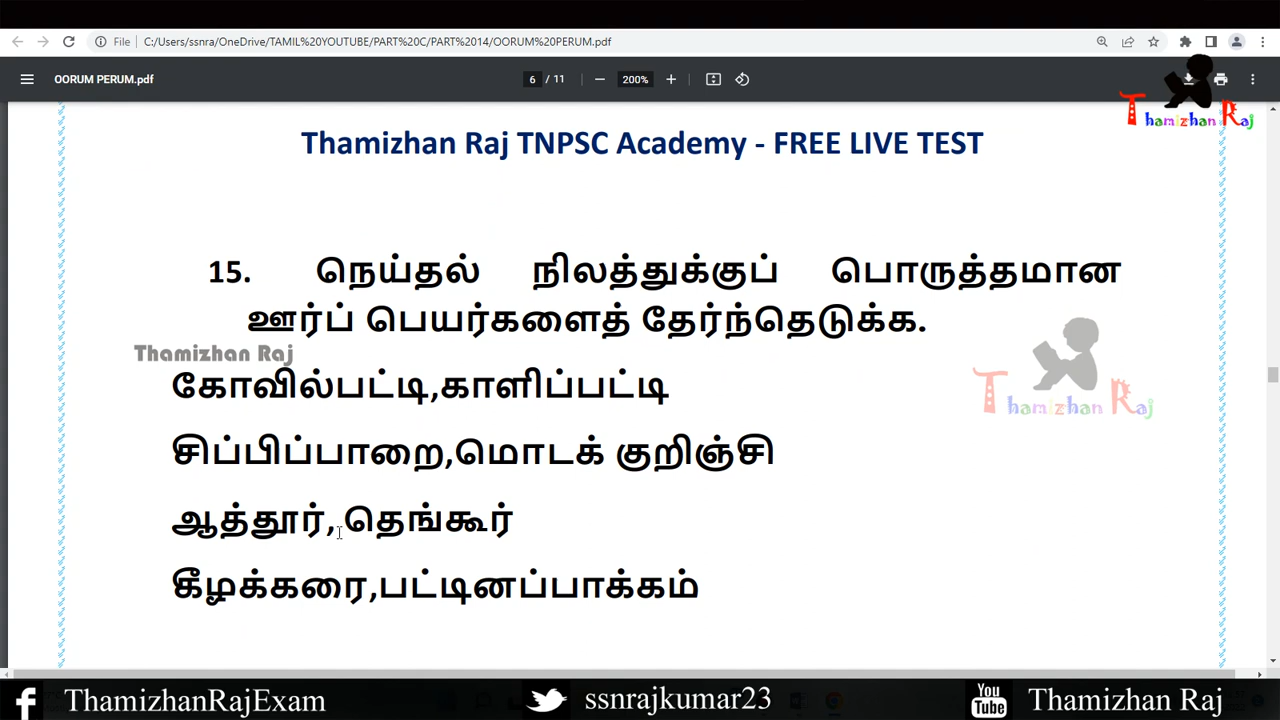 File
C:/Users/ssnra/OneDrive/TAMIL%20YOUTUBE/PART%20C/PART%2014/OORUM%20PERUM.pdf
OORUM PERUM.pdf
6 / 11
200%
Thamizhan Raj
Thamizhan Raj TNPSC Academy - FREE LIVE TEST
15. நெய்தல் நிலத்துக்குப் பொருத்தமான
ஊர்ப் பெயர்களைத் தேர்ந்தெடுக்க.
Thamizhan Raj
கோவில்பட்டி,காளிப்பட்டி
Thamizhan Raj
சிப்பிப்பாறை,மொடக் குறிஞ்சி
ஆத்தூர்,தெங்கூர்
கீழக்கரை,பட்டினப்பாக்கம்
ThamizhanRajExam
ssnrajkumar23
You Tube
Thamizhan Raj